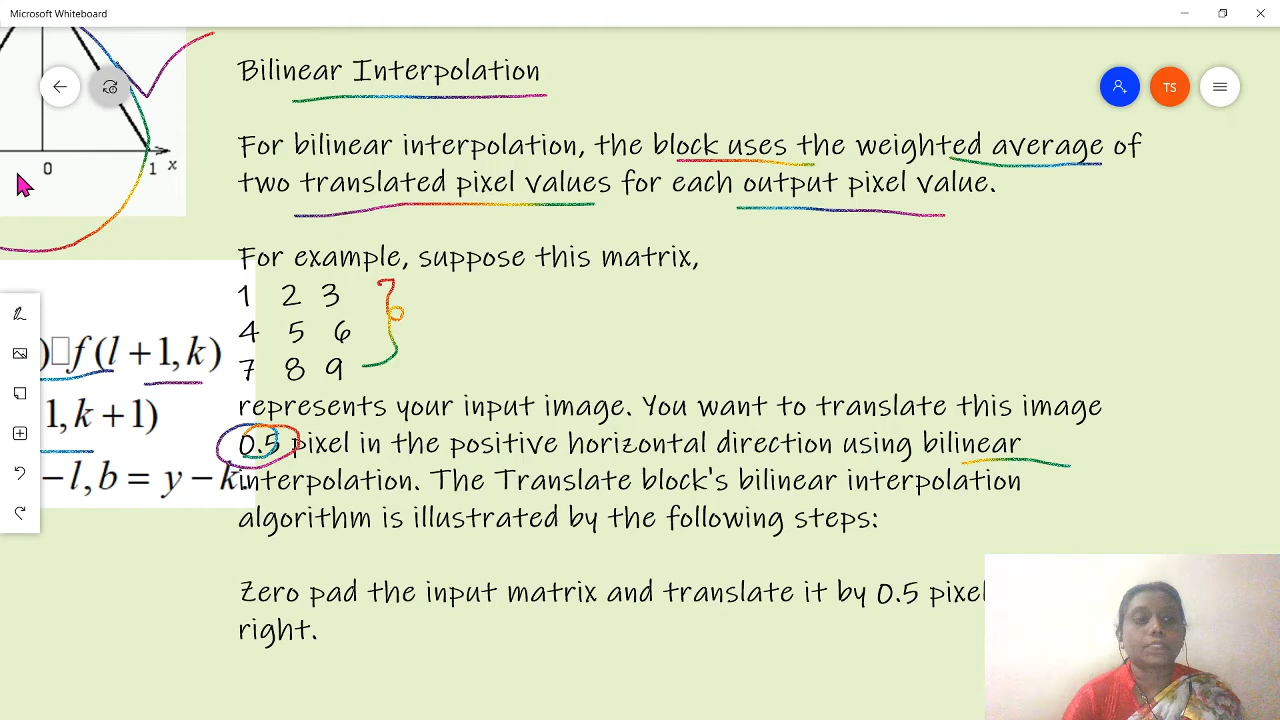 Microsoft Whiteboard
TS
0
1 x
Bilinear Interpolation
For bilinear interpolation, the block uses the weighted average of
two translated pixel values for each output pixel value.
For example, suppose this matrix,
1 2 3
4 5 6
7 8 9
)□f(l + 1, k)
1, k + 1)
− l, b = y − k.
represents your input image. You want to translate this image
0.5 pixel in the positive horizontal direction using bilinear
interpolation. The Translate block's bilinear interpolation
algorithm is illustrated by the following steps:
Zero pad the input matrix and translate it by 0.5 pixel
right.